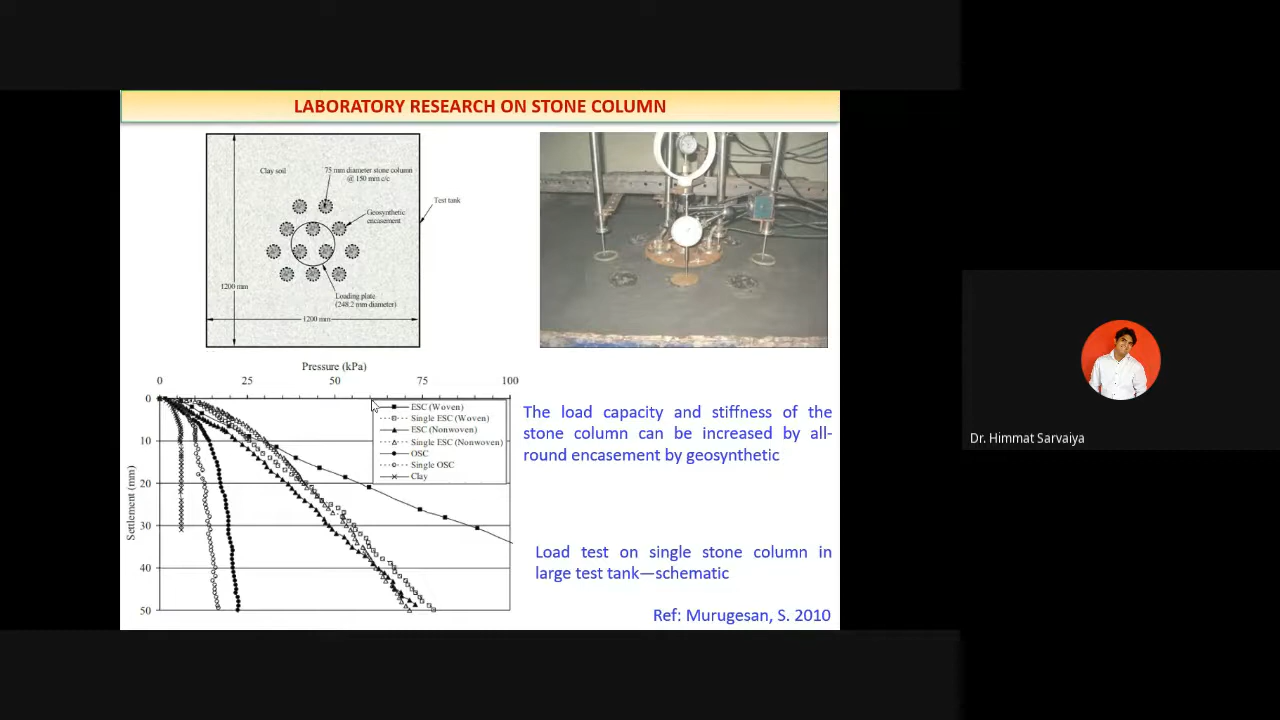 LABORATORY RESEARCH ON STONE COLUMN
Clay soil
75 mm diameter stone column
@ 150 mm c/c
Test tank
Geosynthetic
encasement
1200 mm
Loading plate
(248.2 mm diameter)
1200 mm
Pressure (kPa)
0 25 50 75 100
0
10
20
30
40
50
Settlement (mm)
ESC (Woven)
Single ESC (Woven)
ESC (Nonwoven)
Single ESC (Nonwoven)
OSC
Single OSC
Clay
The load capacity and stiffness of the
stone column can be increased by all-
round encasement by geosynthetic
Load test on single stone column in
large test tank—schematic
Ref: Murugesan, S. 2010
Dr. Himmat Sarvaiya